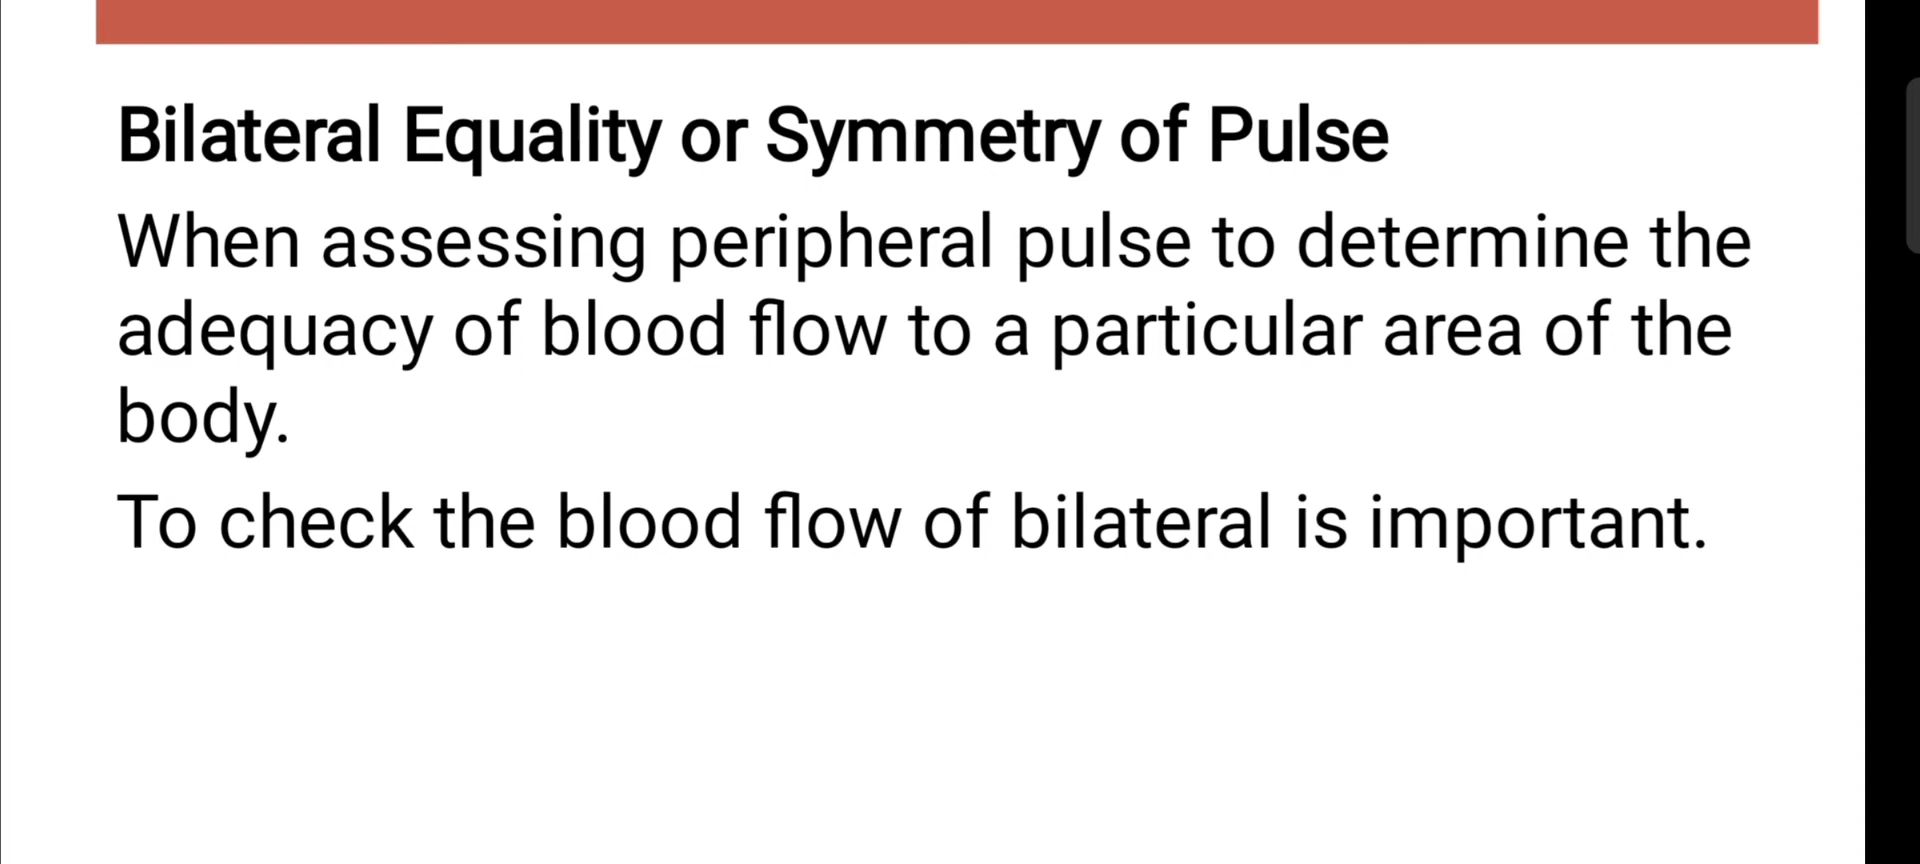 Bilateral Equality or Symmetry of Pulse
When assessing peripheral pulse to determine the
adequacy of blood flow to a particular area of the
body.
To check the blood flow of bilateral is important.